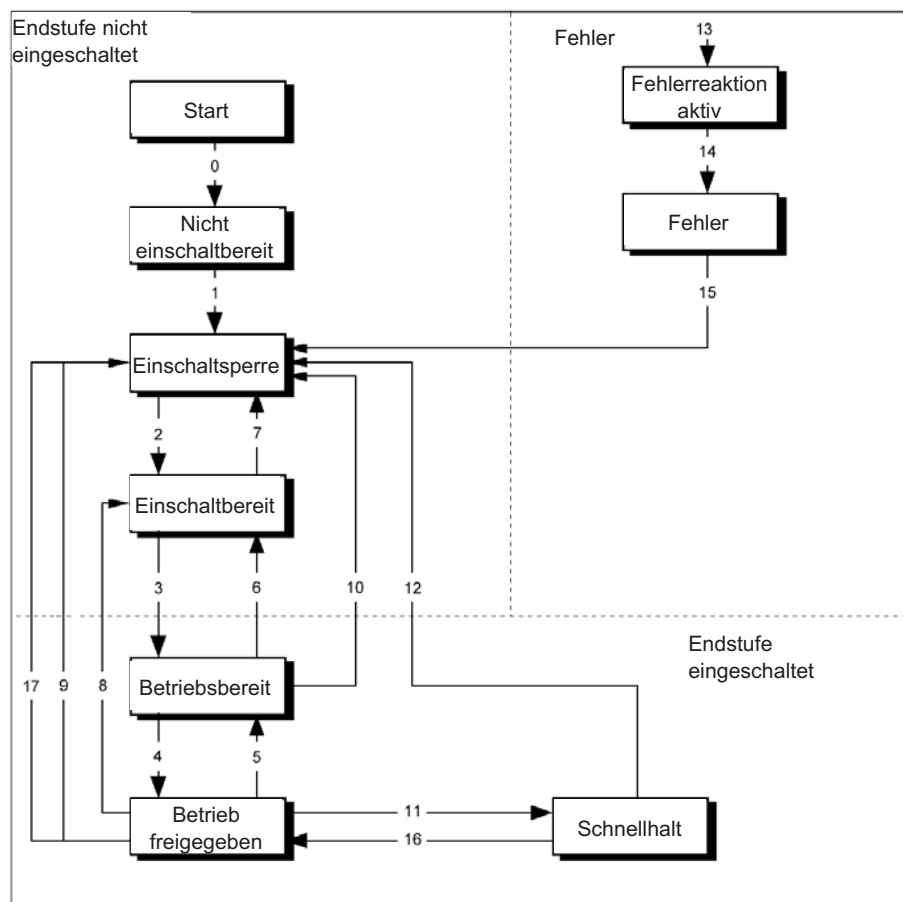 Endstufe nicht
eingeschaltet
Start
0
Nicht
einschaltbereit
1
Einschaltsperre
2
7
Einschaltbereit
3
6
10
12
17
9
8
Betriebsbereit
4
5
Betrieb
freigegeben
11
16
Schnellhalt
Fehler
13
Fehlerreaktion
aktiv
14
Fehler
15
Endstufe
eingeschaltet